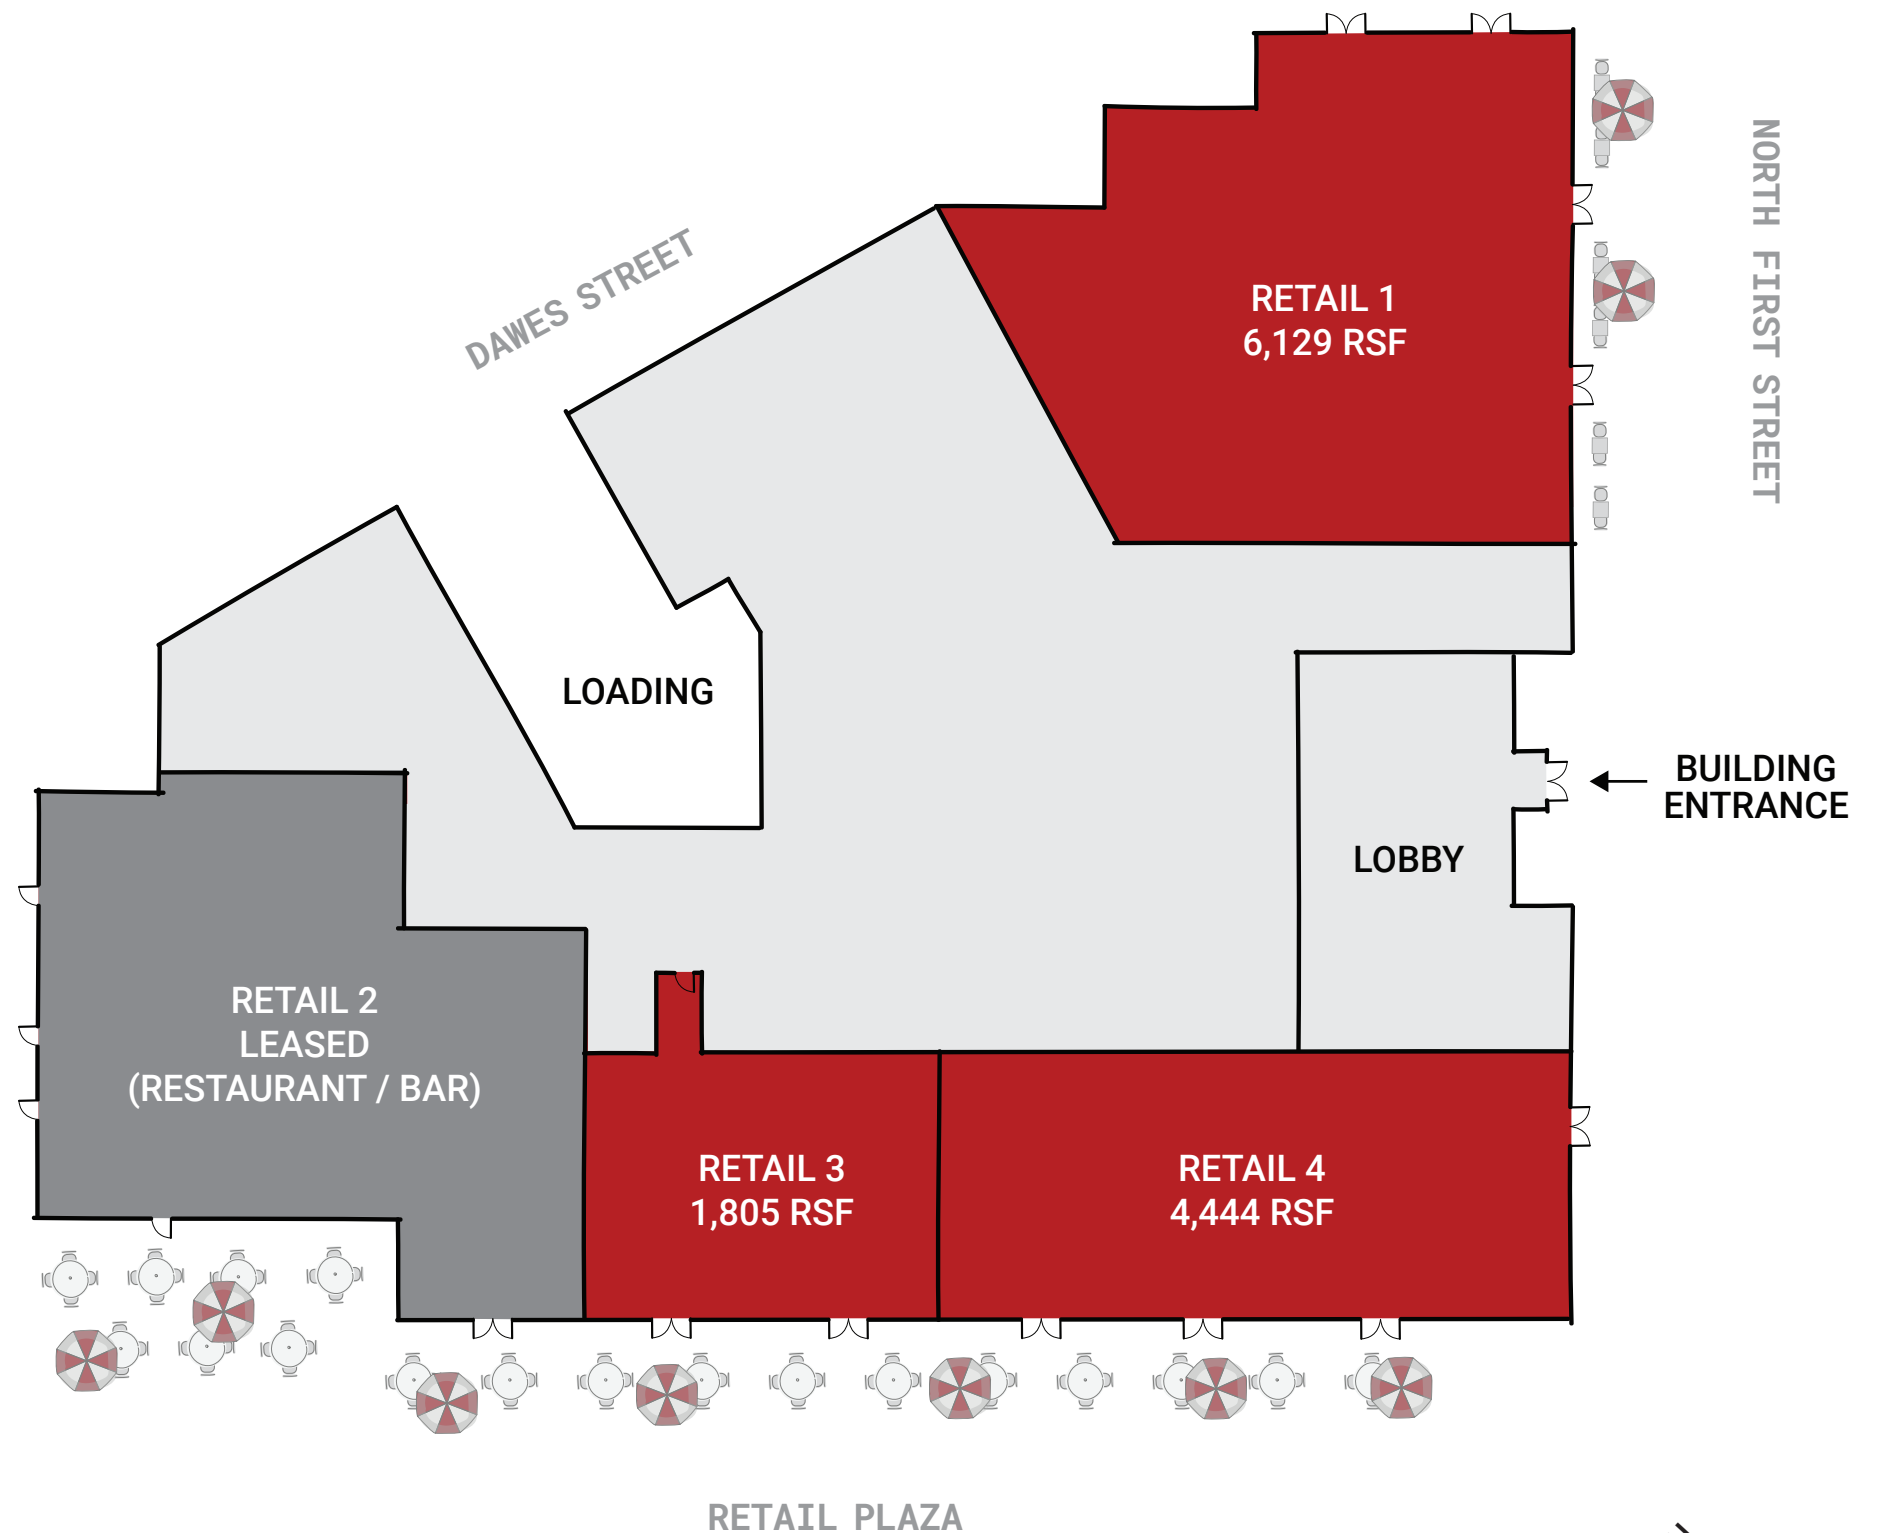 DAWES STREET
NORTH FIRST STREET
RETAIL 1
6,129 RSF
LOADING
BUILDING
ENTRANCE
LOBBY
RETAIL 2
LEASED
(RESTAURANT / BAR)
RETAIL 3
1,805 RSF
RETAIL 4
4,444 RSF
RETAIL PLAZA